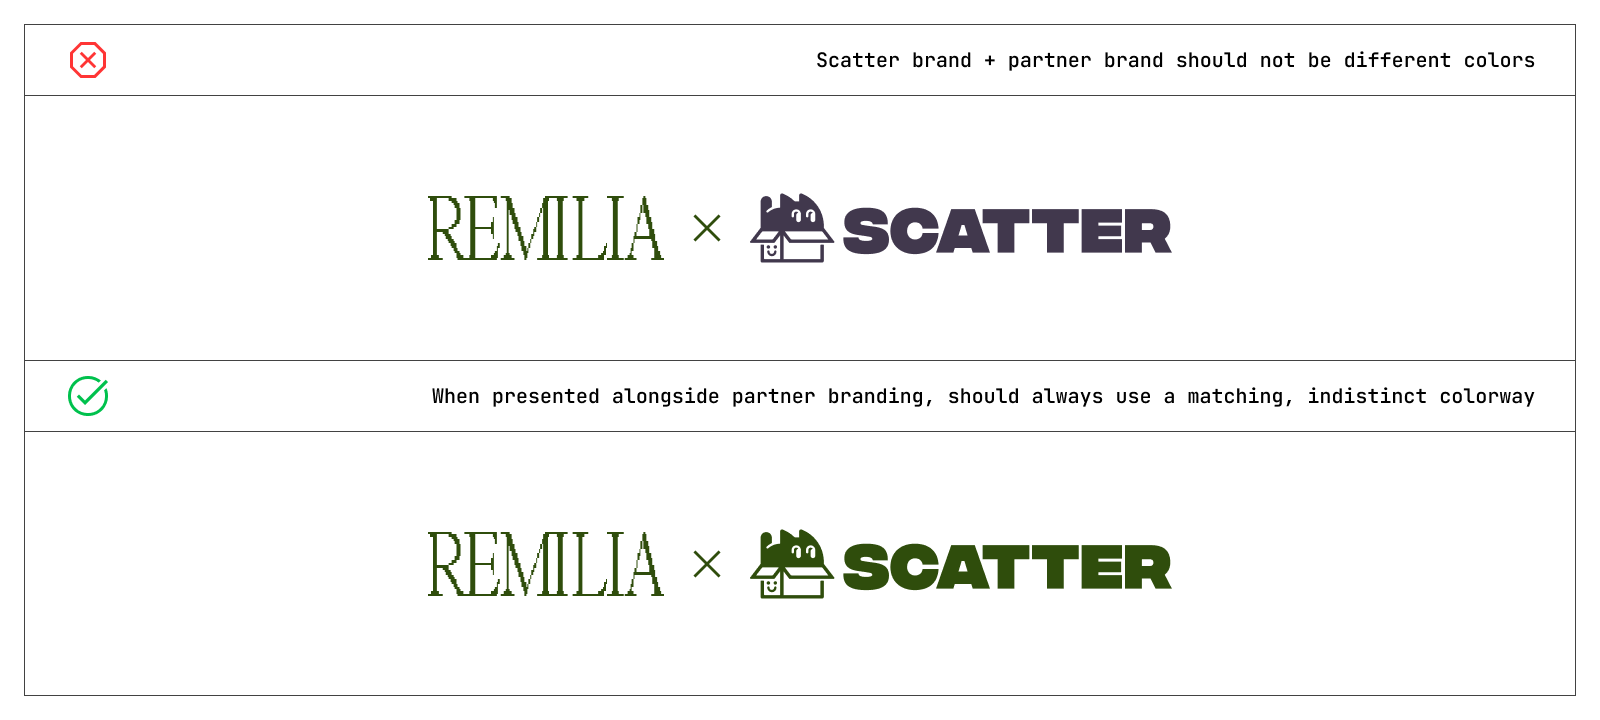 Scatter brand + partner brand should not be different colors
REMILIA × SCATTER
When presented alongside partner branding, should always use a matching, indistinct colorway
REMILIA × SCATTER